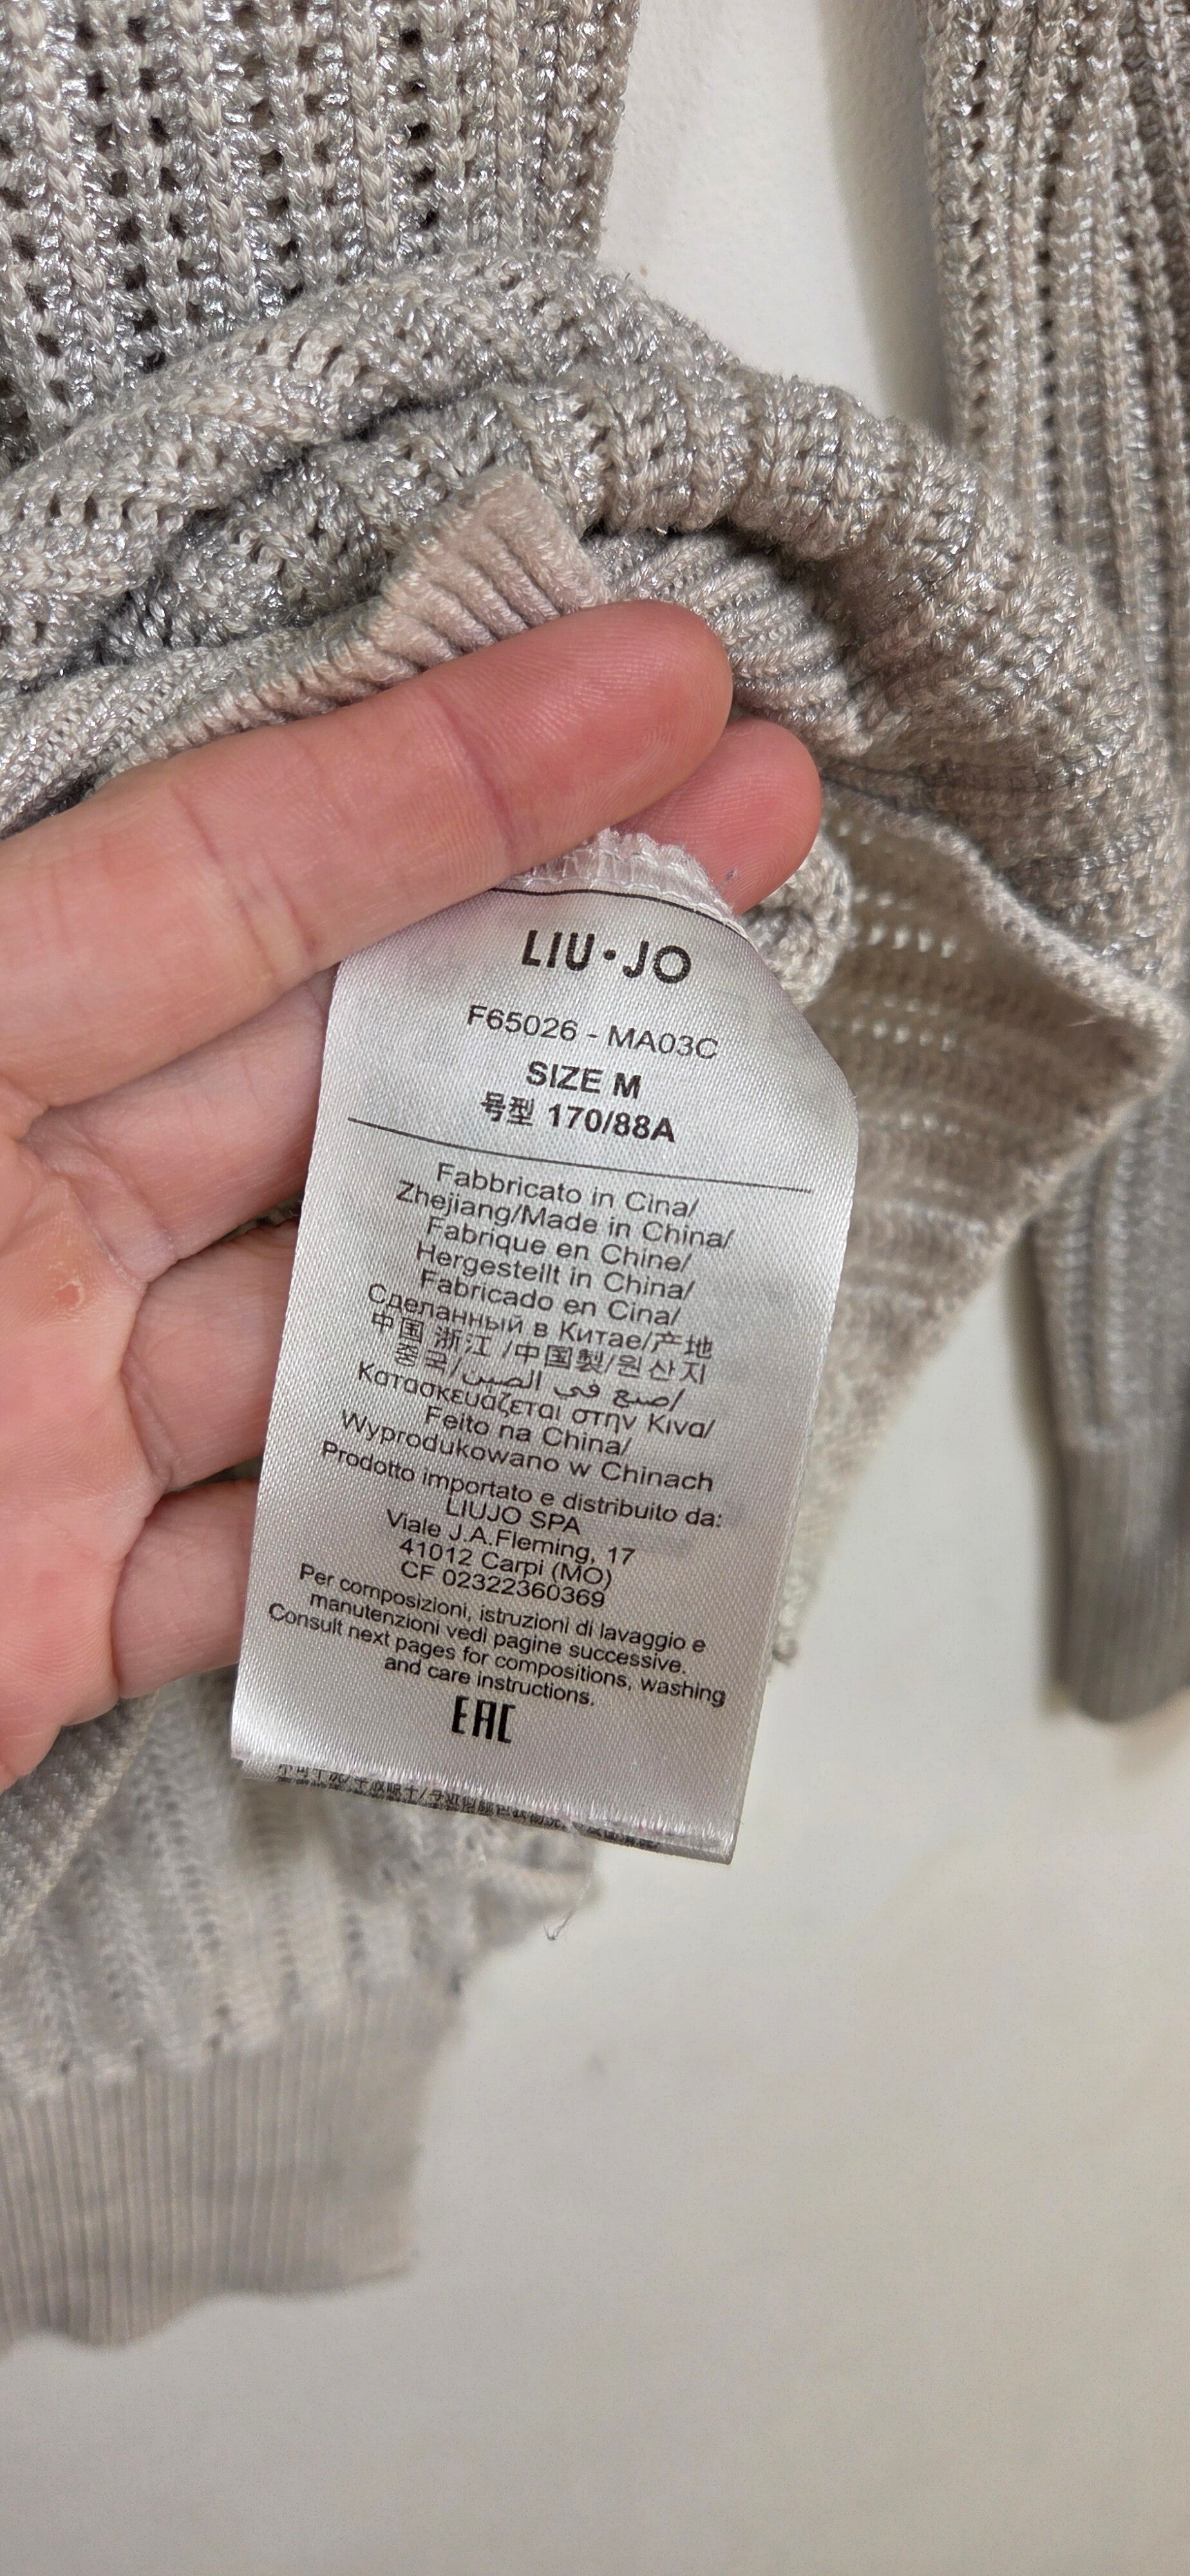 LIU·JO
F65026 - MA03C
SIZE M
号型 170/88A
Fabbricato in Cina/
Zhejiang/Made in China/
Fabrique en Chine/
Hergestellt in China/
Fabricado en Cina/
Сделанный в Китае/产地
中国 浙江 /中国製/원산지
중국/صنع في الصين/
Κατασκευάζεται στην Κινα/
Feito na China/
Wyprodukowano w Chinach
Prodotto importato e distribuito da:
LIUJO SPA
Viale J.A.Fleming, 17
41012 Carpi (MO)
CF 02322360369
Per composizioni, istruzioni di lavaggio e
manutenzioni vedi pagine successive.
Consult next pages for compositions, washing
and care instructions.
EAC